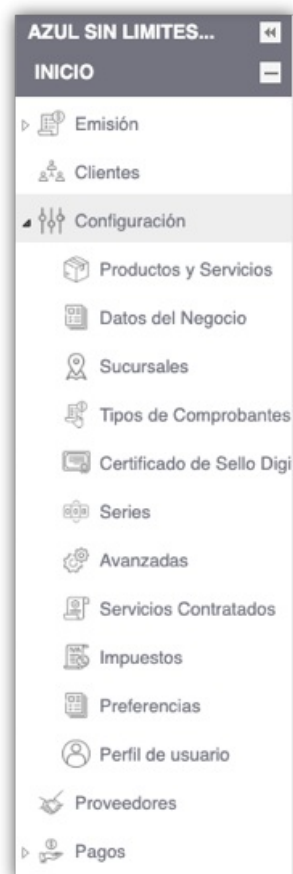 AZUL SIN LIMITES...
INICIO
Emisión
Clientes
Configuración
Productos y Servicios
Datos del Negocio
Sucursales
Tipos de Comprobantes
Certificado de Sello Digi
Series
Avanzadas
Servicios Contratados
Impuestos
Preferencias
Perfil de usuario
Proveedores
Pagos